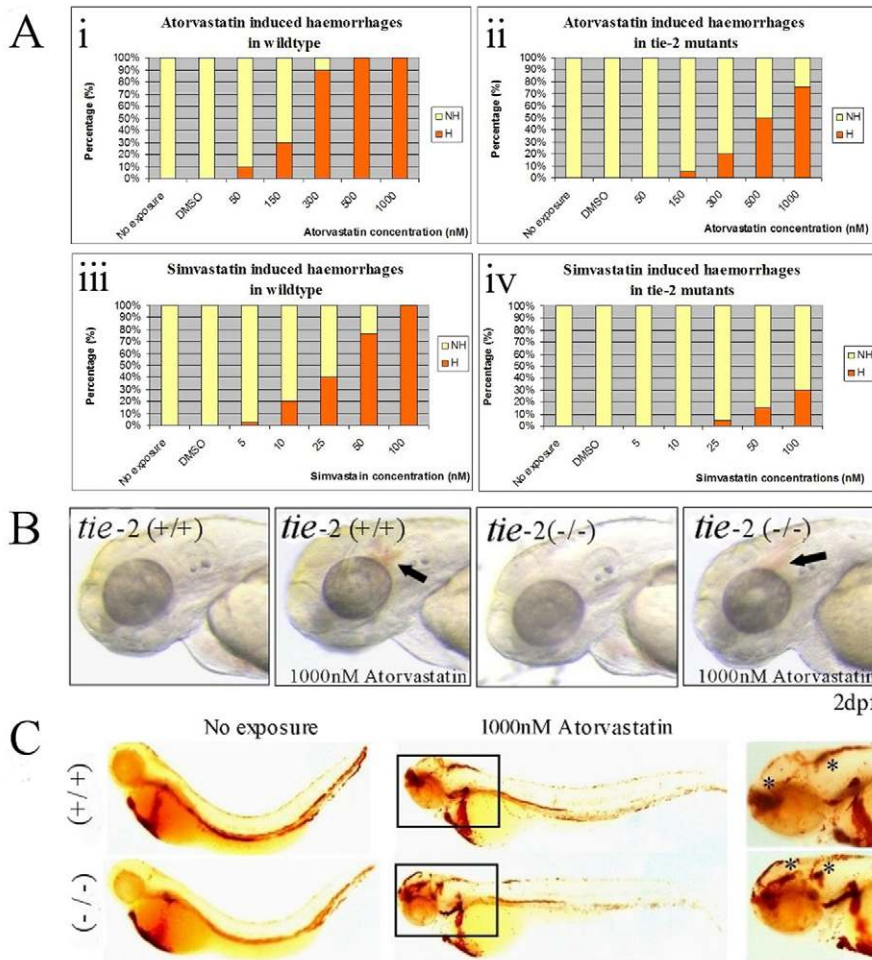 A
i
Atorvastatin induced haemorrhages
in wildtype
Percentage (%)
100%
90%
80%
70%
60%
50%
40%
30%
20%
10%
0%
No exposure
DMSO
50
150
300
500
1000
Atorvastatin concentration (nM)
NH
H
ii
Atorvastatin induced haemorrhages
in tie-2 mutants
Percentage (%)
100%
90%
80%
70%
60%
50%
40%
30%
20%
10%
0%
No exposure
DMSO
50
150
300
500
1000
Atorvastatin concentration (nM)
NH
H
iii
Simvastatin induced haemorrhages
in wildtype
Percentage (%)
100%
90%
80%
70%
60%
50%
40%
30%
20%
10%
0%
No exposure
DMSO
5
10
25
50
100
Simvastain concentration (nM)
NH
H
iv
Simvastatin induced haemorrhages
in tie-2 mutants
Percentage (%)
100%
90%
80%
70%
60%
50%
40%
30%
20%
10%
0%
No exposure
DMSO
5
10
25
50
100
Simvastatin concentrations (nM)
NH
H
B
tie-2 (+/+)
tie-2 (+/+)
1000nM Atorvastatin
tie-2(-/-)
tie-2 (-/-)
1000nM Atorvastatin
2dpf
C
No exposure
1000nM Atorvastatin
(+/+)
* *
(-/-)
* *